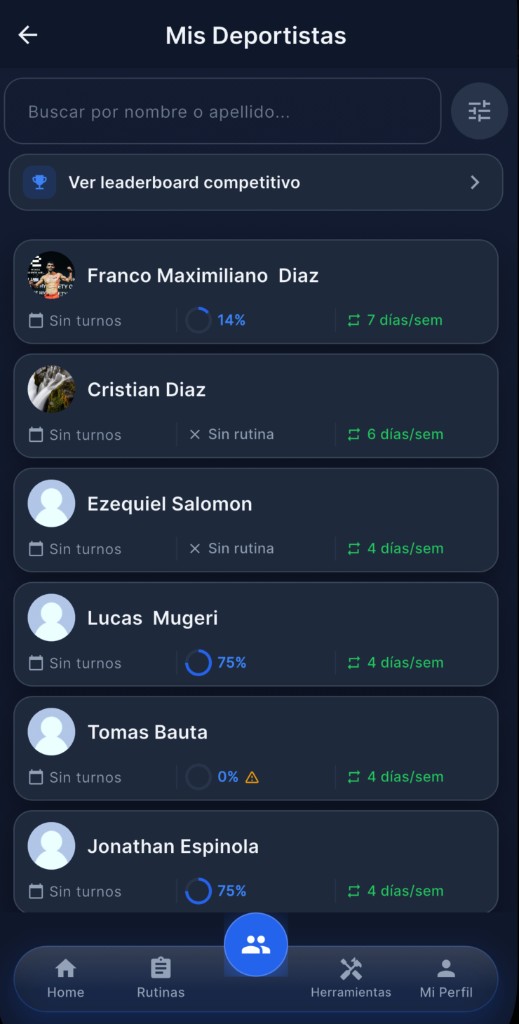 Mis Deportistas
Buscar por nombre o apellido...
Ver leaderboard competitivo
Franco Maximiliano  Diaz
Sin turnos 14% 7 días/sem
Cristian Diaz
Sin turnos Sin rutina 6 días/sem
Ezequiel Salomon
Sin turnos Sin rutina 4 días/sem
Lucas  Mugeri
Sin turnos 75% 4 días/sem
Tomas Bauta
Sin turnos 0% 4 días/sem
Jonathan Espinola
Sin turnos 75% 4 días/sem
Home Rutinas Herramientas Mi Perfil